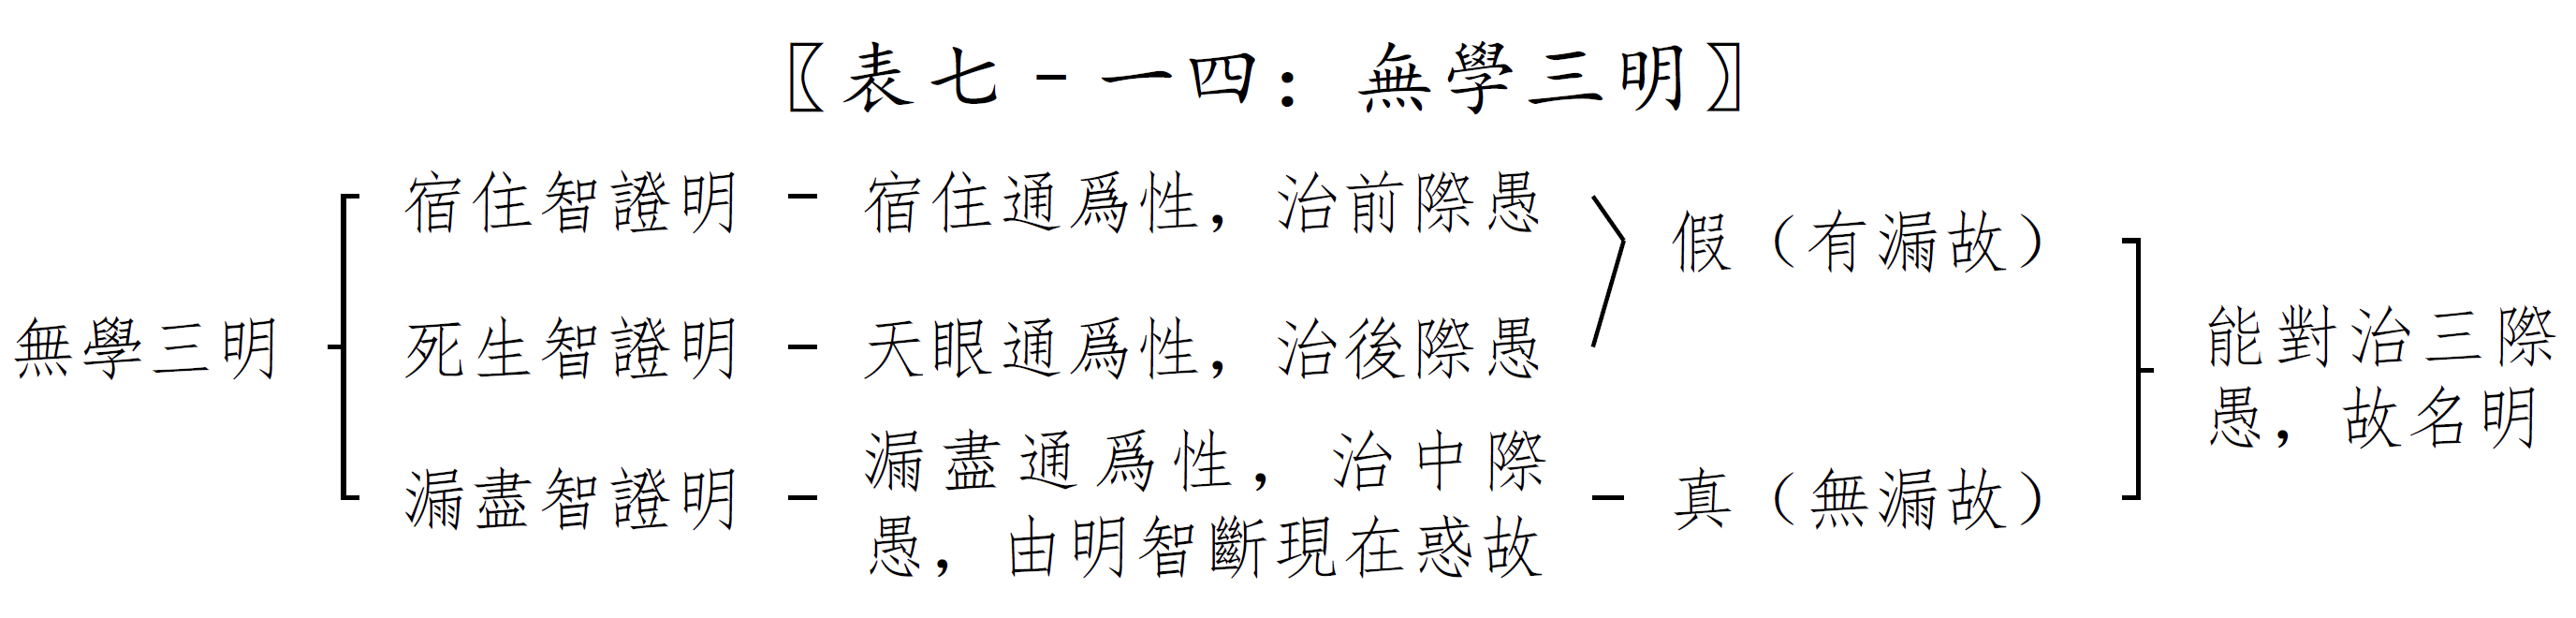 〖表七－一四：無學三明〗
無學三明
宿住智證明－宿住通爲性，治前際愚
死生智證明－天眼通爲性，治後際愚
漏盡智證明－漏盡通爲性，治中際
愚，由明智斷現在惑故
假（有漏故）
－真（無漏故）
能對治三際
愚，故名明